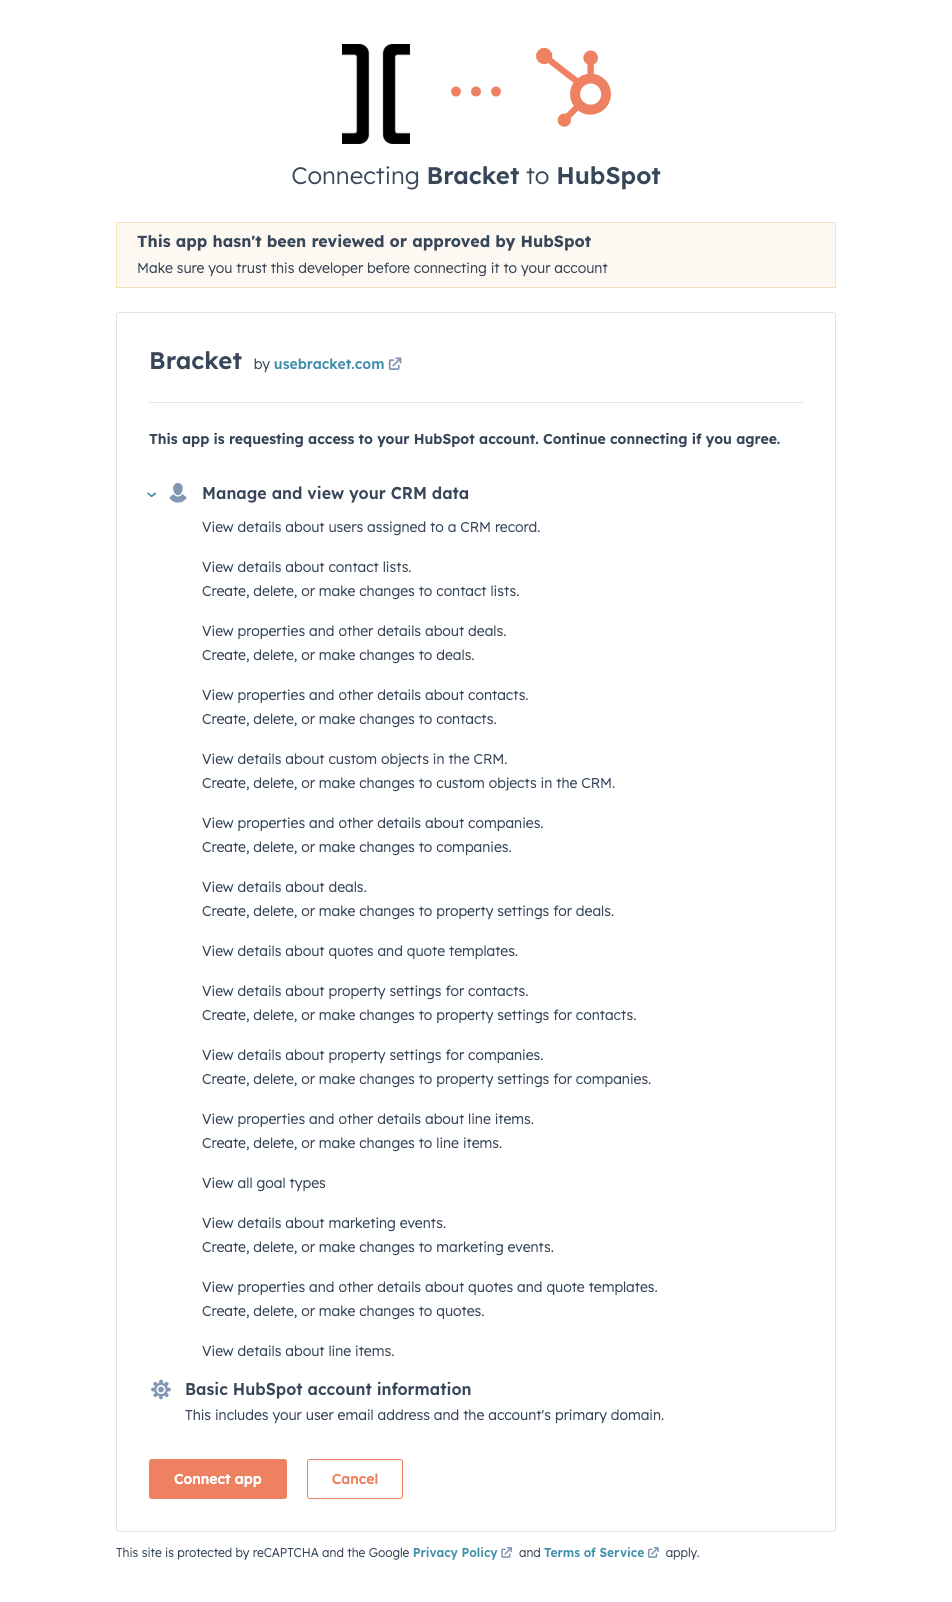 Connecting Bracket to HubSpot
This app hasn't been reviewed or approved by HubSpot
Make sure you trust this developer before connecting it to your account
Bracket by usebracket.com
This app is requesting access to your HubSpot account. Continue connecting if you agree.
Manage and view your CRM data
View details about users assigned to a CRM record.
View details about contact lists.
Create, delete, or make changes to contact lists.
View properties and other details about deals.
Create, delete, or make changes to deals.
View properties and other details about contacts.
Create, delete, or make changes to contacts.
View details about custom objects in the CRM.
Create, delete, or make changes to custom objects in the CRM.
View properties and other details about companies.
Create, delete, or make changes to companies.
View details about deals.
Create, delete, or make changes to property settings for deals.
View details about quotes and quote templates.
View details about property settings for contacts.
Create, delete, or make changes to property settings for contacts.
View details about property settings for companies.
Create, delete, or make changes to property settings for companies.
View properties and other details about line items.
Create, delete, or make changes to line items.
View all goal types
View details about marketing events.
Create, delete, or make changes to marketing events.
View properties and other details about quotes and quote templates.
Create, delete, or make changes to quotes.
View details about line items.
Basic HubSpot account information
This includes your user email address and the account's primary domain.
Connect app Cancel
This site is protected by reCAPTCHA and the Google Privacy Policy and Terms of Service apply.